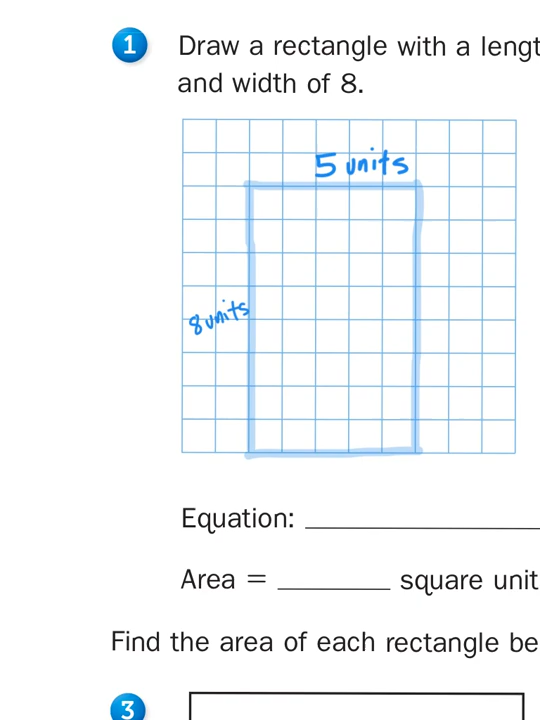 1 Draw a rectangle with a lengt
and width of 8.
5 units
8 units
Equation:
Area = square unit
Find the area of each rectangle be
3